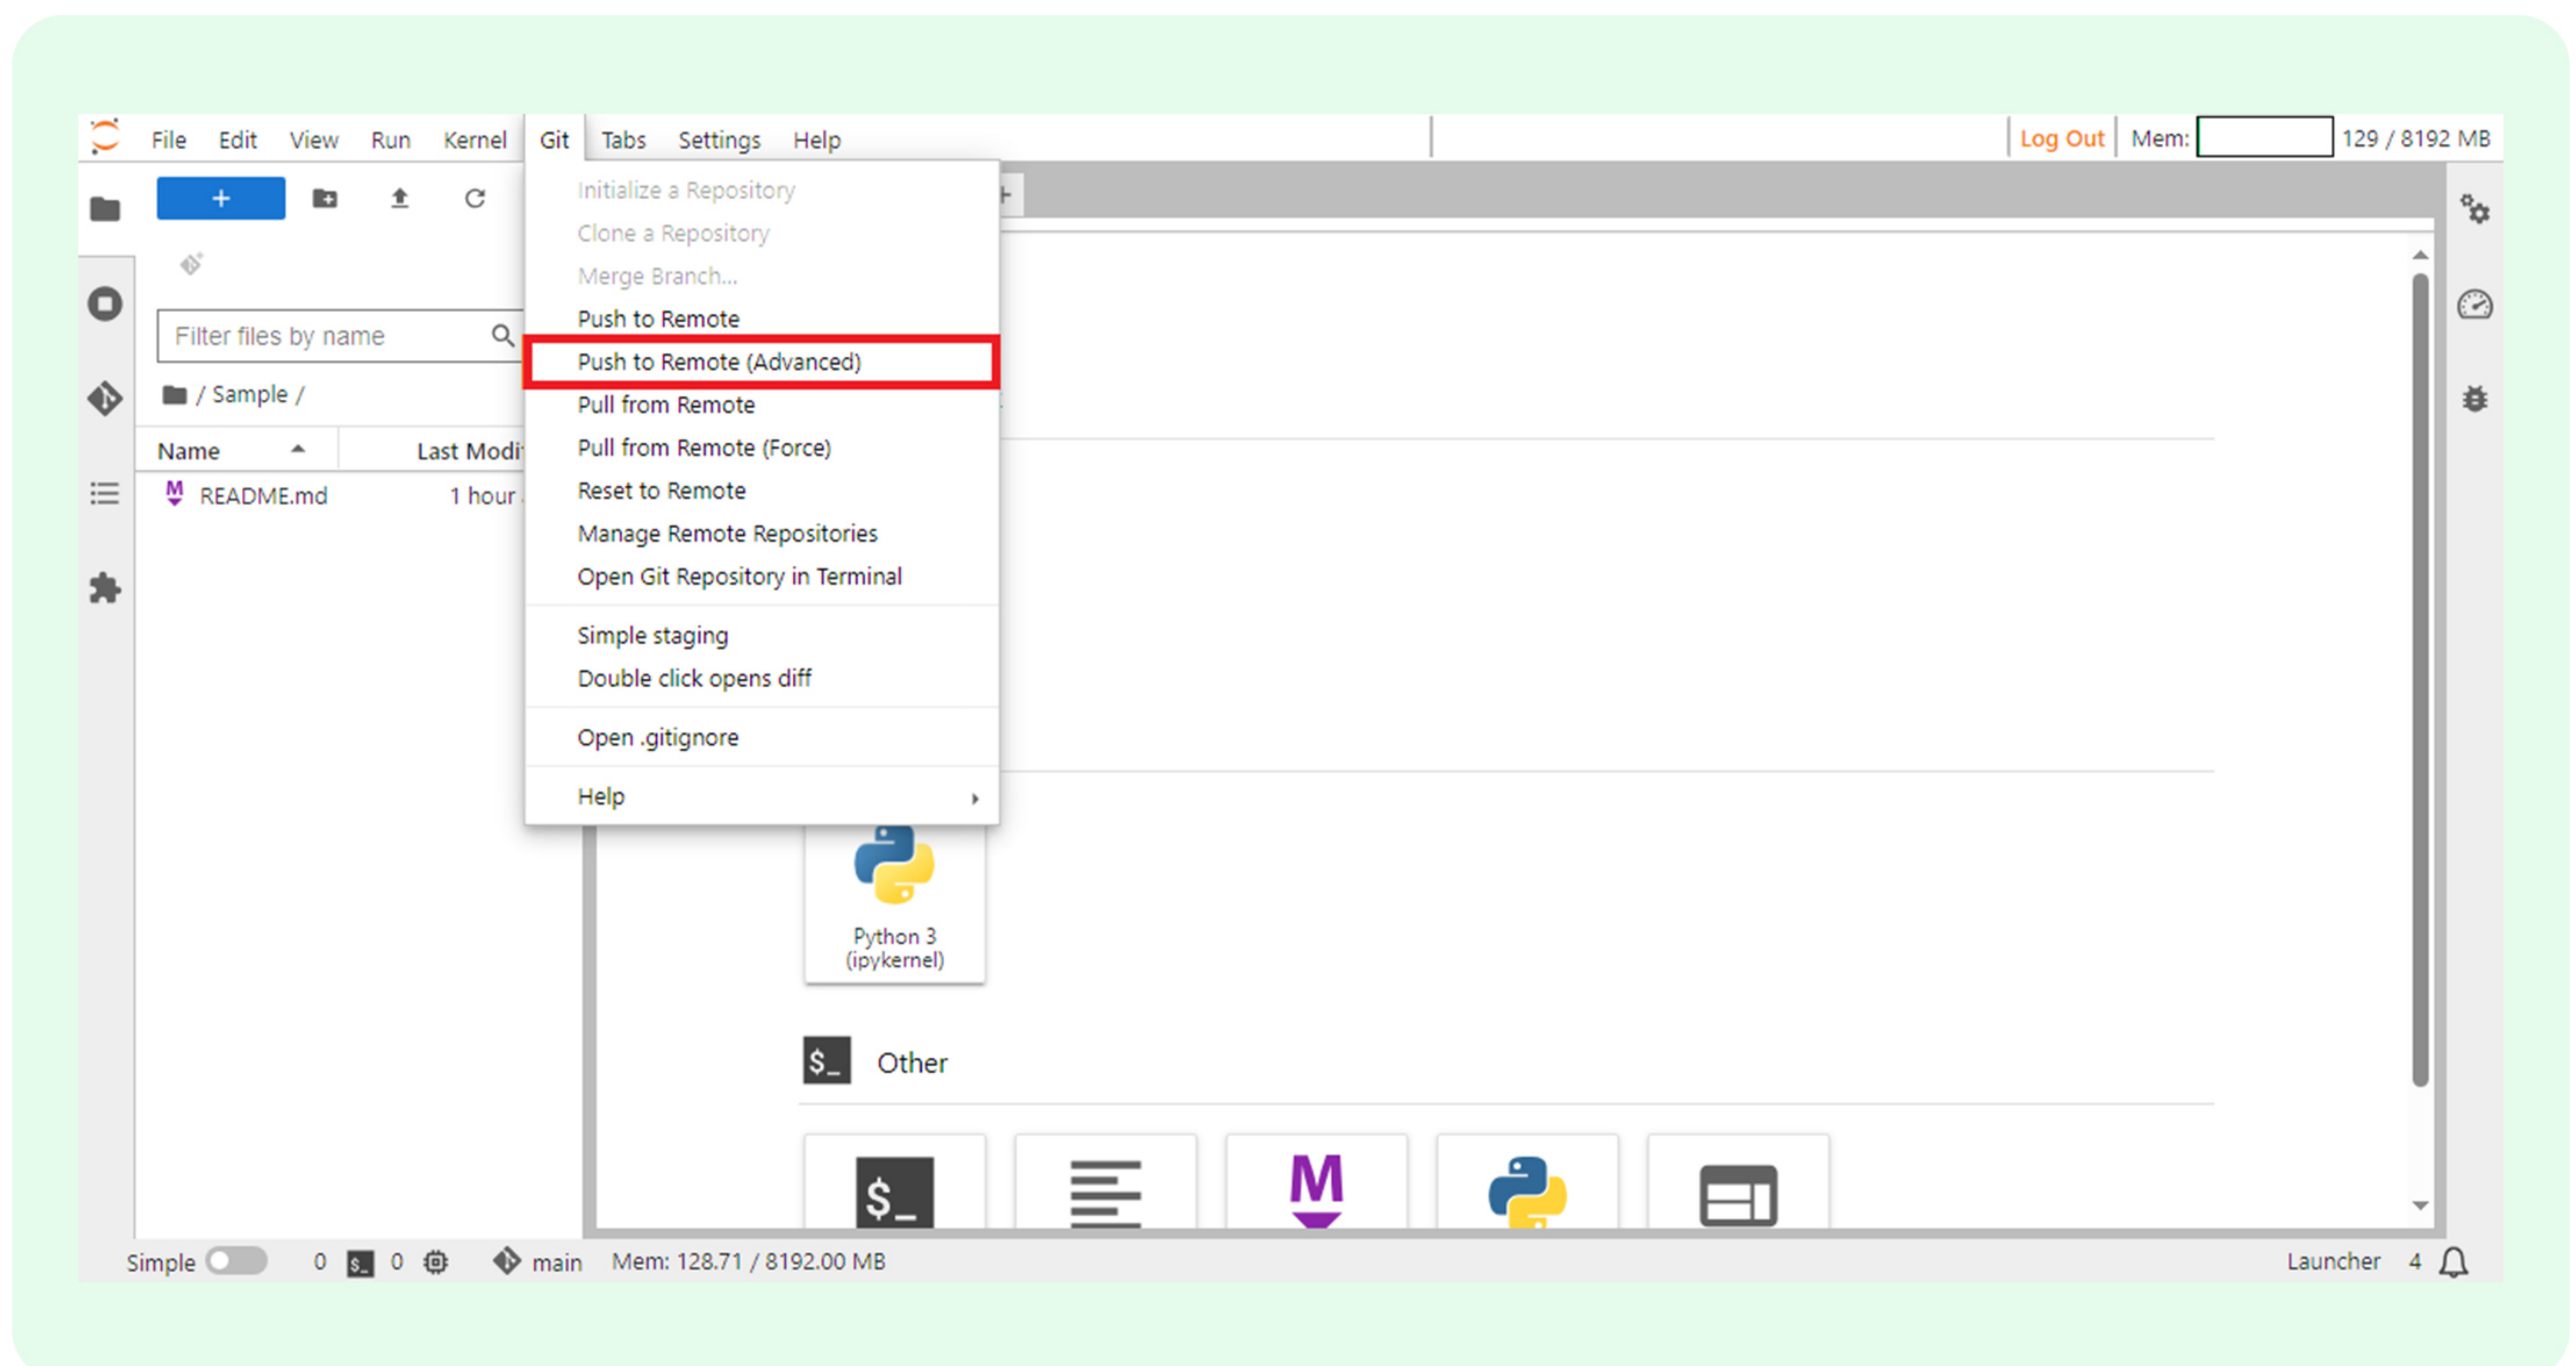 File Edit View Run Kernel Git Tabs Settings Help
Log Out Mem: 129 / 8192 MB
Initialize a Repository
Clone a Repository
Merge Branch...
Push to Remote
Push to Remote (Advanced)
Pull from Remote
Pull from Remote (Force)
Reset to Remote
Manage Remote Repositories
Open Git Repository in Terminal
Simple staging
Double click opens diff
Open .gitignore
Help
+
Filter files by name
/ Sample /
Name Last
M README.md 1 hour
Python 3
(ipykernel)
$_ Other
$_ M
Simple 0 $_ 0 main Mem: 128.71 / 8192.00 MB Launcher 4